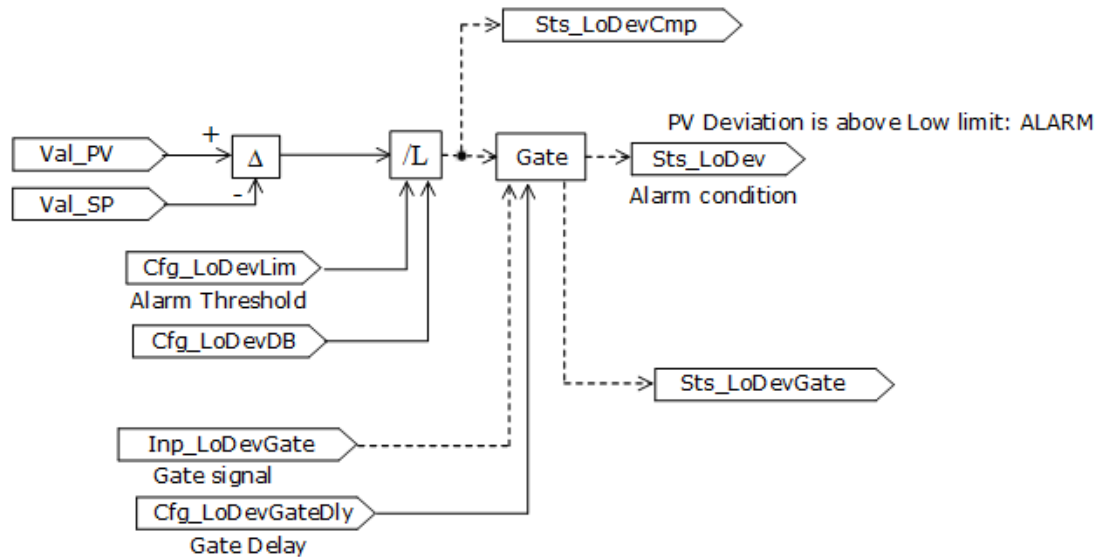 Sts_LoDevCmp
PV Deviation is above Low limit: ALARM
+
Val_PV
Δ
/L
Gate
Sts_LoDev
-
Val_SP
Alarm condition
Cfg_LoDevLim
Alarm Threshold
Cfg_LoDevDB
Sts_LoDevGate
Inp_LoDevGate
Gate signal
Cfg_LoDevGateDly
Gate Delay